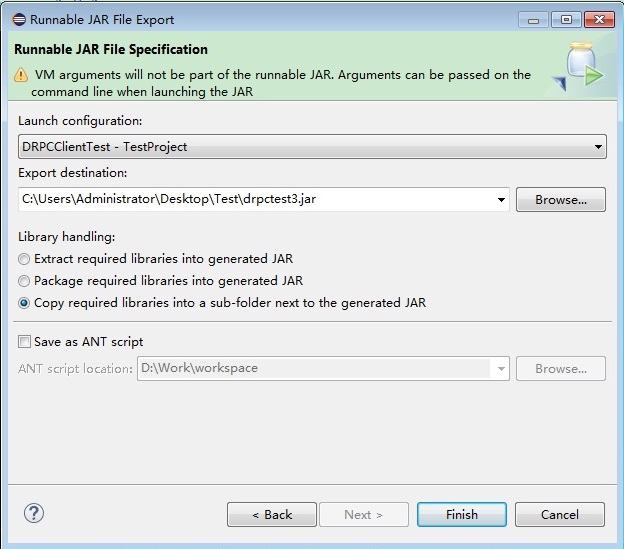 Runnable JAR File Export
Runnable JAR File Specification
VM arguments will not be part of the runnable JAR. Arguments can be passed on the
command line when launching the JAR
Launch configuration:
DRPCClientTest - TestProject
Export destination:
C:\Users\Administrator\Desktop\Test\drpctest3.jar
Browse...
Library handling:
Extract required libraries into generated JAR
Package required libraries into generated JAR
Copy required libraries into a sub-folder next to the generated JAR
Save as ANT script
ANT script location: D:\Work\workspace Browse...
? < Back Next > Finish Cancel